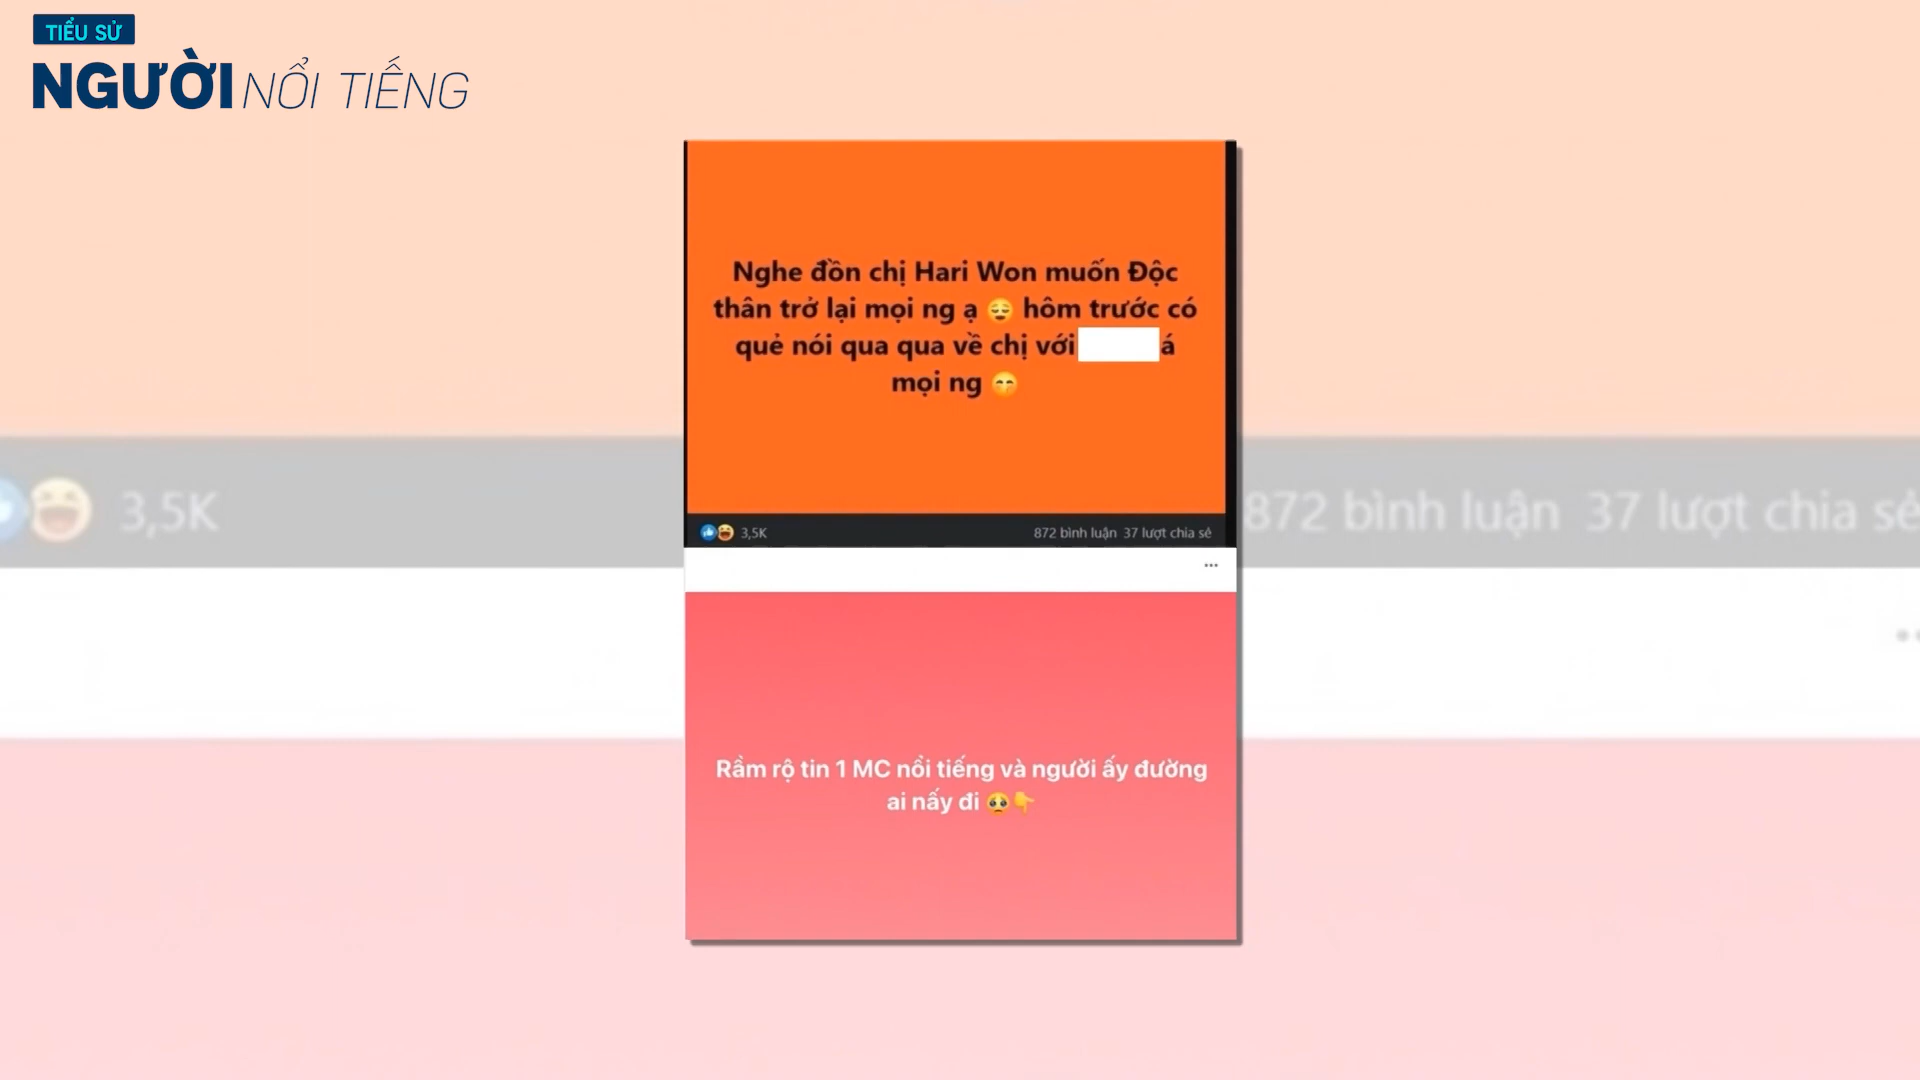 TIỂU SỬ
NGƯỜI NỔI TIẾNG
Nghe đồn chị Hari Won muốn Độc
thân trở lại mọi ng ạ 😔 hôm trước có
quẻ nói qua qua về chị với á
mọi ng 😁
3,5K
872 bình luận 37 lượt chia sẻ
3,5K
872 bình luận 37 lượt chia sẻ
Rầm rộ tin 1 MC nổi tiếng và người ấy đường
ai nấy đi 🥺👇